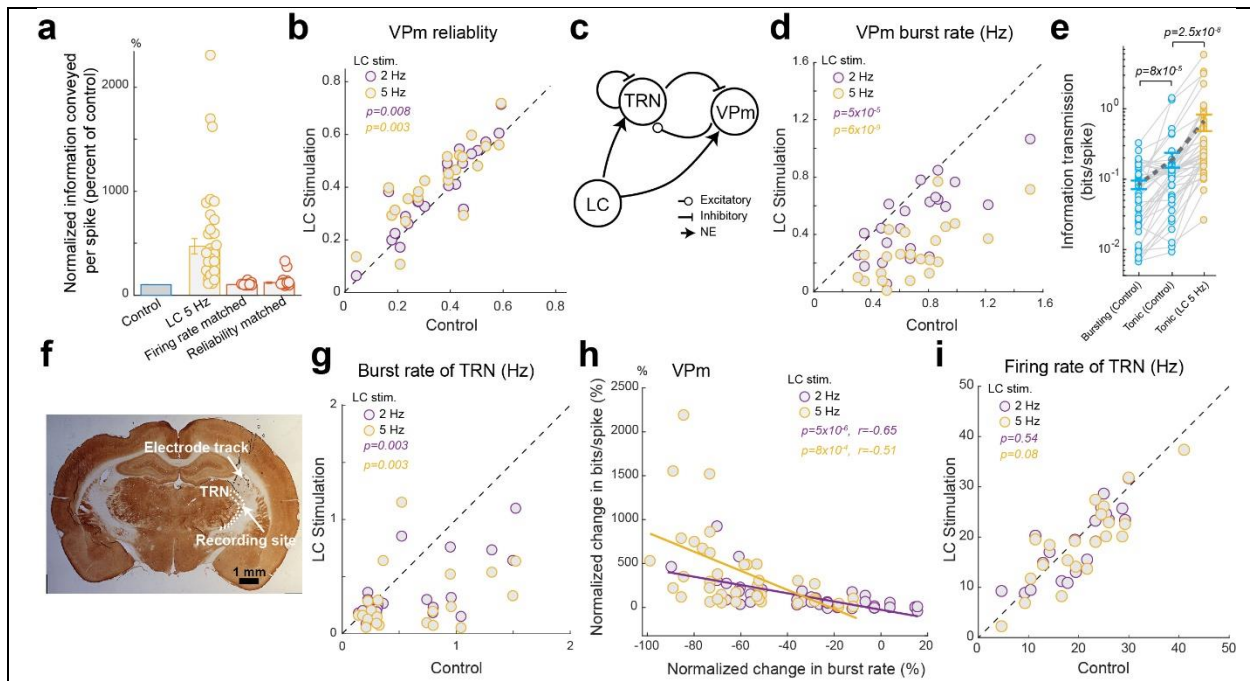 a
%
Normalized information conveyed
per spike (percent of control)
2000
1000
0
Control
LC 5 Hz
Firing rate matched
Reliability matched
b
VPm reliablity
LC stim.
2 Hz
5 Hz
p=0.008
p=0.003
LC Stimulation
0.8
0.6
0.4
0.2
0
0 0.2 0.4 0.6 0.8
Control
c
TRN
VPm
LC
Excitatory
Inhibitory
NE
d
VPm burst rate (Hz)
LC stim.
2 Hz
5 Hz
p=5x10⁻⁵
p=6x10⁻⁹
LC Stimulation
1.6
1.2
0.8
0.4
0
0 0.4 0.8 1.2 1.6
Control
e
p=2.5x10⁻⁸
p=8x10⁻⁵
Information transmission
(bits/spike)
10⁰
10⁻¹
10⁻²
Bursting (Control)
Tonic (Control)
Tonic (LC 5 Hz)
f
Electrode track
TRN
Recording site
1 mm
g
Burst rate of TRN (Hz)
LC stim.
2 Hz
5 Hz
p=0.003
p=0.003
LC Stimulation
2
1
0
0 1 2
Control
h
% VPm
LC stim.
2 Hz
5 Hz
p=5x10⁻⁶, r=-0.65
p=8x10⁻⁴, r=-0.51
Normalized change in bits/spike (%)
2500
2000
1500
1000
500
0
-100 -80 -60 -40 -20 0 20
Normalized change in burst rate (%)
i
Firing rate of TRN (Hz)
LC stim.
2 Hz
5 Hz
p=0.54
p=0.08
LC Stimulation
50
40
30
20
10
0
0 10 20 30 40 50
Control